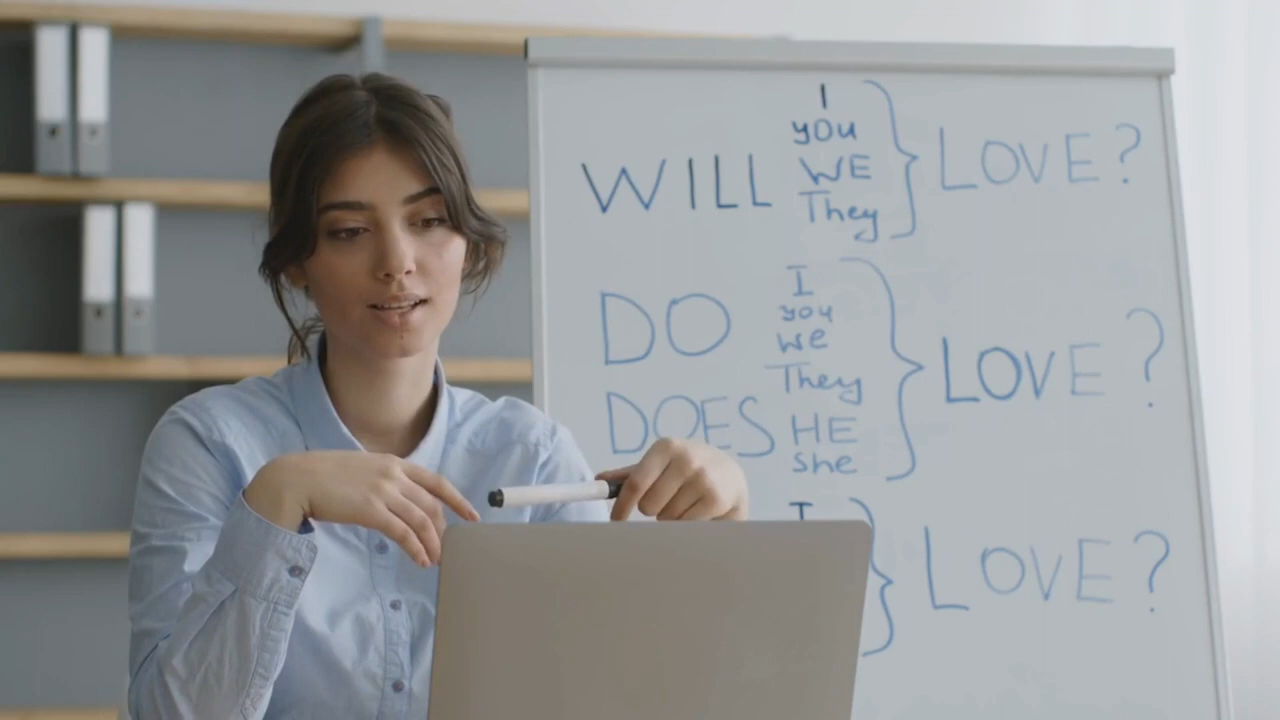 I
you
WILL WE } LOVE?
They
I
you
DO we
They } LOVE ?
DOES HE
she
I
} LOVE?